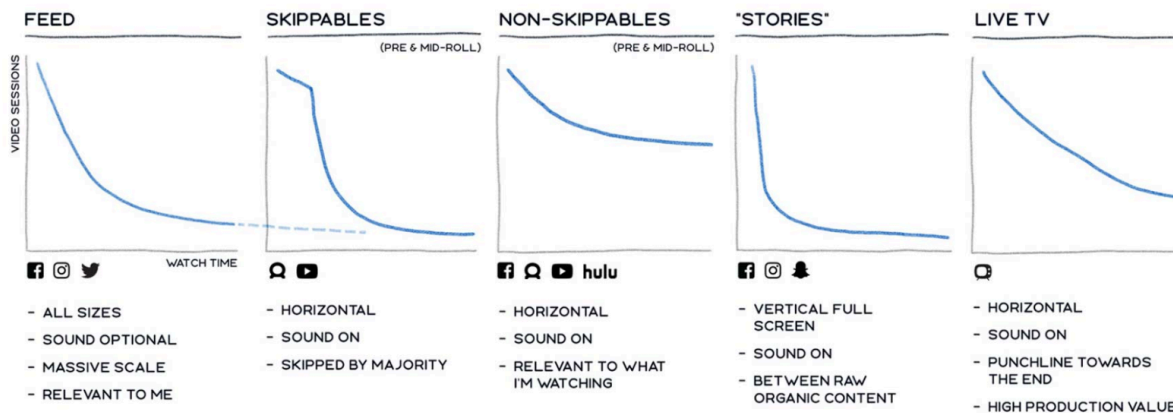 FEED
VIDEO SESSIONS
WATCH TIME
- ALL SIZES
- SOUND OPTIONAL
- MASSIVE SCALE
- RELEVANT TO ME
SKIPPABLES
(PRE & MID-ROLL)
- HORIZONTAL
- SOUND ON
- SKIPPED BY MAJORITY
NON-SKIPPABLES
(PRE & MID-ROLL)
hulu
- HORIZONTAL
- SOUND ON
- RELEVANT TO WHAT
I'M WATCHING
"STORIES"
- VERTICAL FULL
SCREEN
- SOUND ON
- BETWEEN RAW
ORGANIC CONTENT
LIVE TV
- HORIZONTAL
- SOUND ON
- PUNCHLINE TOWARDS
THE END
- HIGH PRODUCTION VALUE